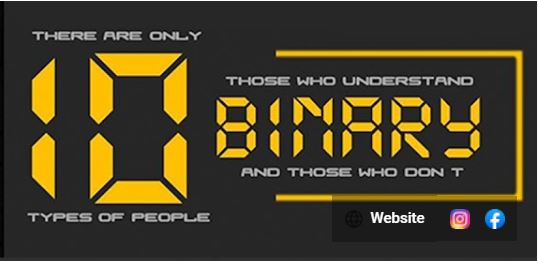 THERE ARE ONLY
10
TYPES OF PEOPLE
THOSE WHO UNDERSTAND
BINARY
AND THOSE WHO DON T
Website